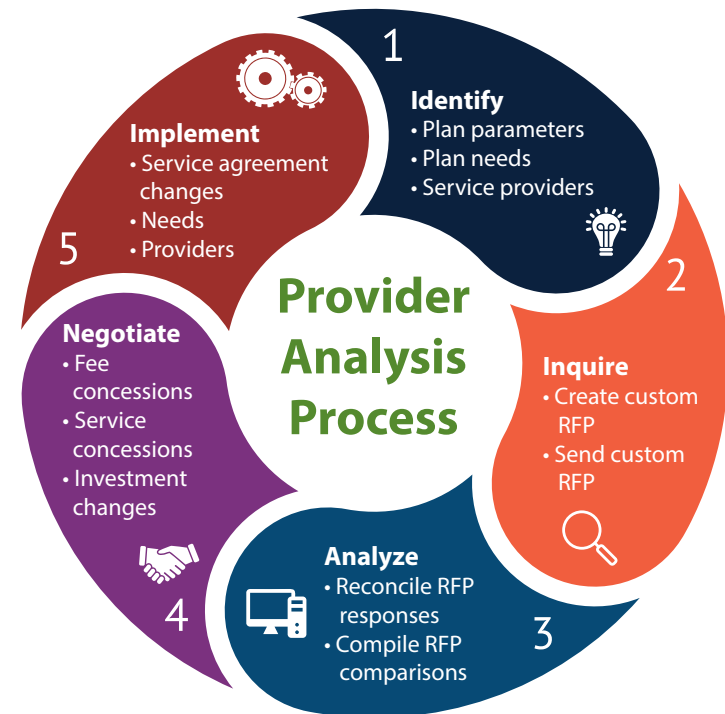 Provider
Analysis
Process
1
Identify
• Plan parameters
• Plan needs
• Service providers
2
Inquire
• Create custom
RFP
• Send custom
RFP
3
Analyze
• Reconcile RFP
responses
• Compile RFP
comparisons
4
Negotiate
• Fee
concessions
• Service
concessions
• Investment
changes
5
Implement
• Service agreement
changes
• Needs
• Providers